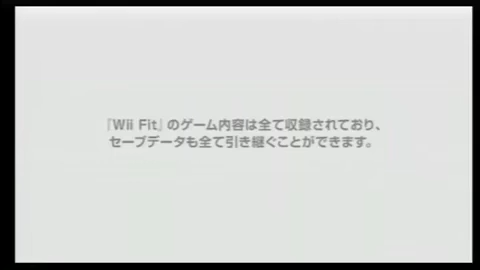 『Wii Fit』のゲーム内容は全て収録されており、
セーブデータも全て引き継ぐことができます。